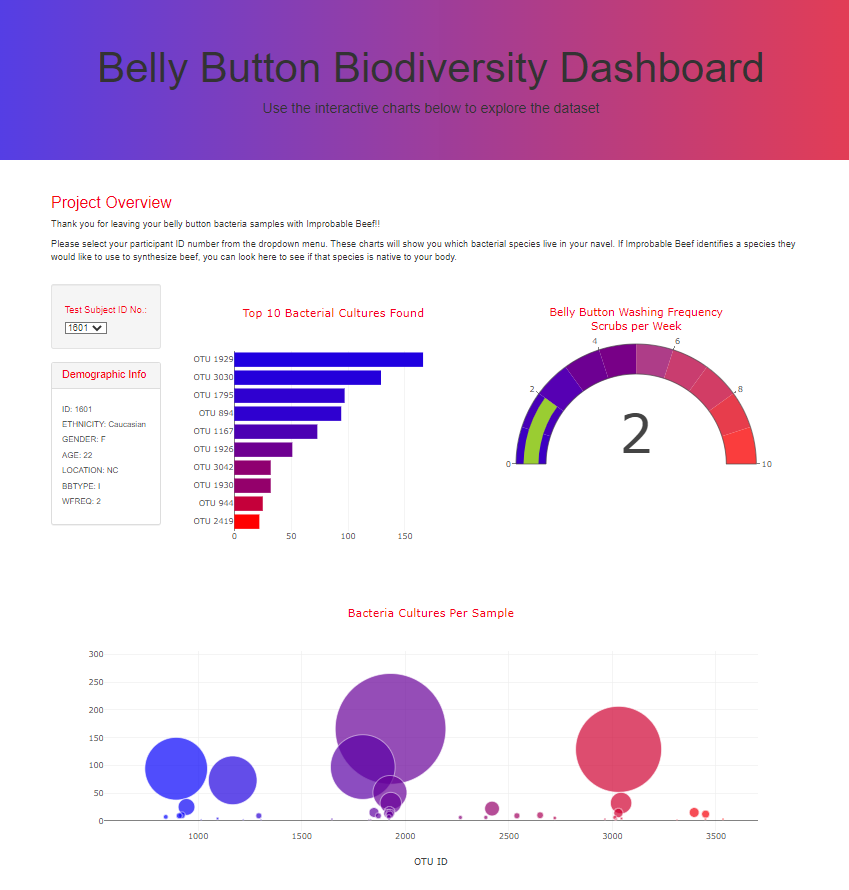 Belly Button Biodiversity Dashboard
Use the interactive charts below to explore the dataset
Project Overview
Thank you for leaving your belly button bacteria samples with Improbable Beef!!
Please select your participant ID number from the dropdown menu. These charts will show you which bacterial species live in your navel. If Improbable Beef identifies a species they
would like to use to synthesize beef, you can look here to see if that species is native to your body.
Test Subject ID No.:
1601
Demographic Info
ID: 1601
ETHNICITY: Caucasian
GENDER: F
AGE: 22
LOCATION: NC
BBTYPE: I
WFREQ: 2
Top 10 Bacterial Cultures Found
OTU 1929
OTU 3030
OTU 1795
OTU 894
OTU 1167
OTU 1926
OTU 3042
OTU 1930
OTU 944
OTU 2419
0 50 100 150
Belly Button Washing Frequency
Scrubs per Week
4 6
2 8
2
0 10
Bacteria Cultures Per Sample
300
250
200
150
100
50
0
1000 1500 2000 2500 3000 3500
OTU ID